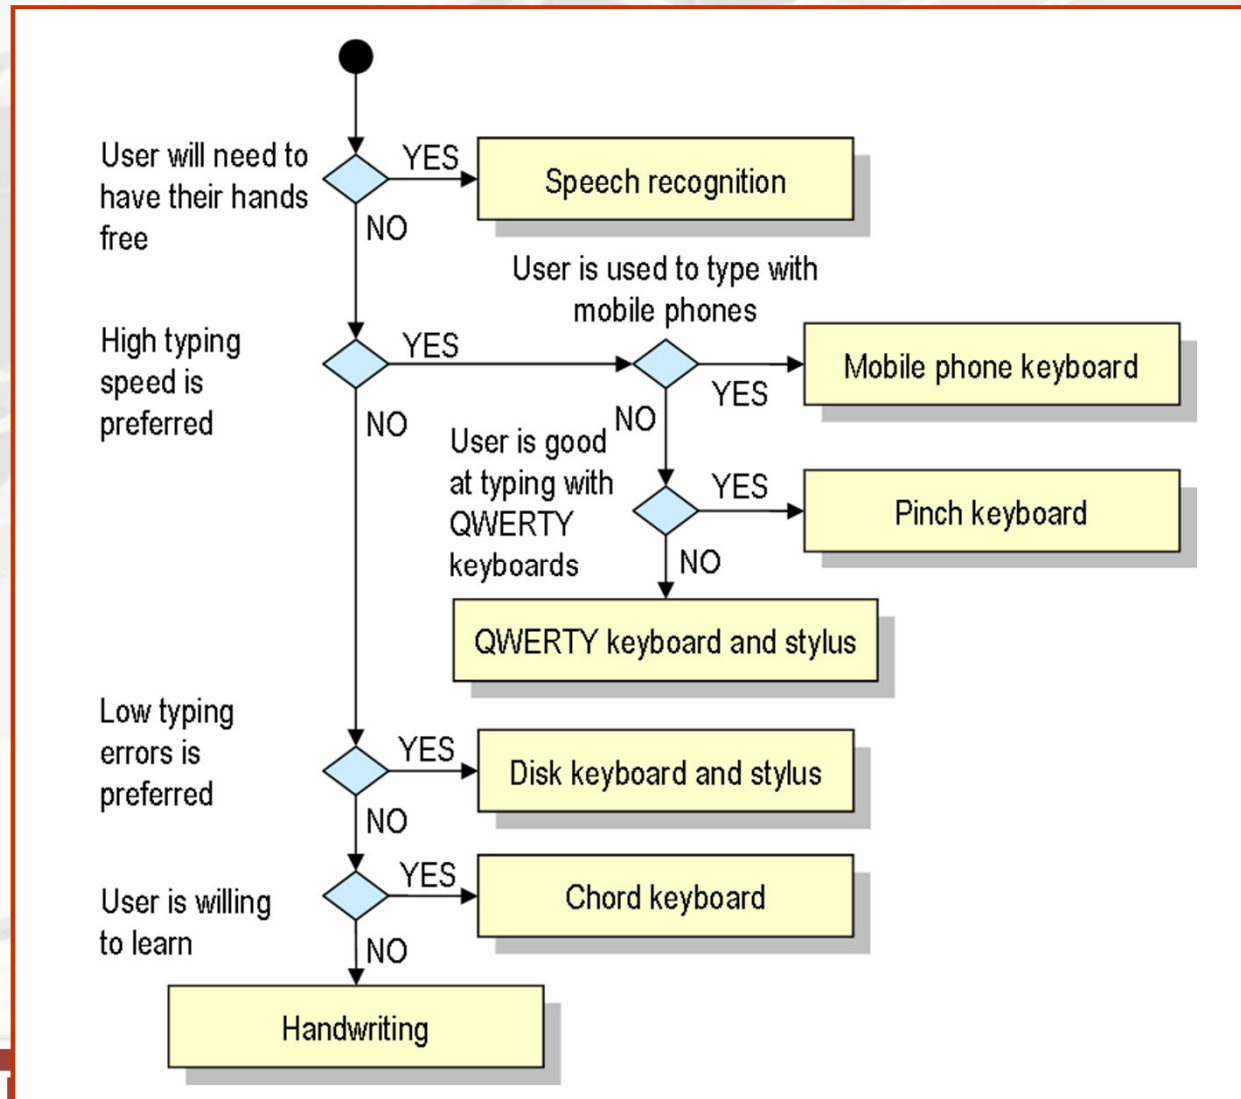 User will need to
have their hands
free
YES
Speech recognition
NO
User is used to type with
mobile phones
High typing
speed is
preferred
YES
Mobile phone keyboard
YES
NO
NO
User is good
at typing with
QWERTY
keyboards
YES
Pinch keyboard
NO
QWERTY keyboard and stylus
Low typing
errors is
preferred
YES
Disk keyboard and stylus
NO
User is willing
to learn
YES
Chord keyboard
NO
Handwriting